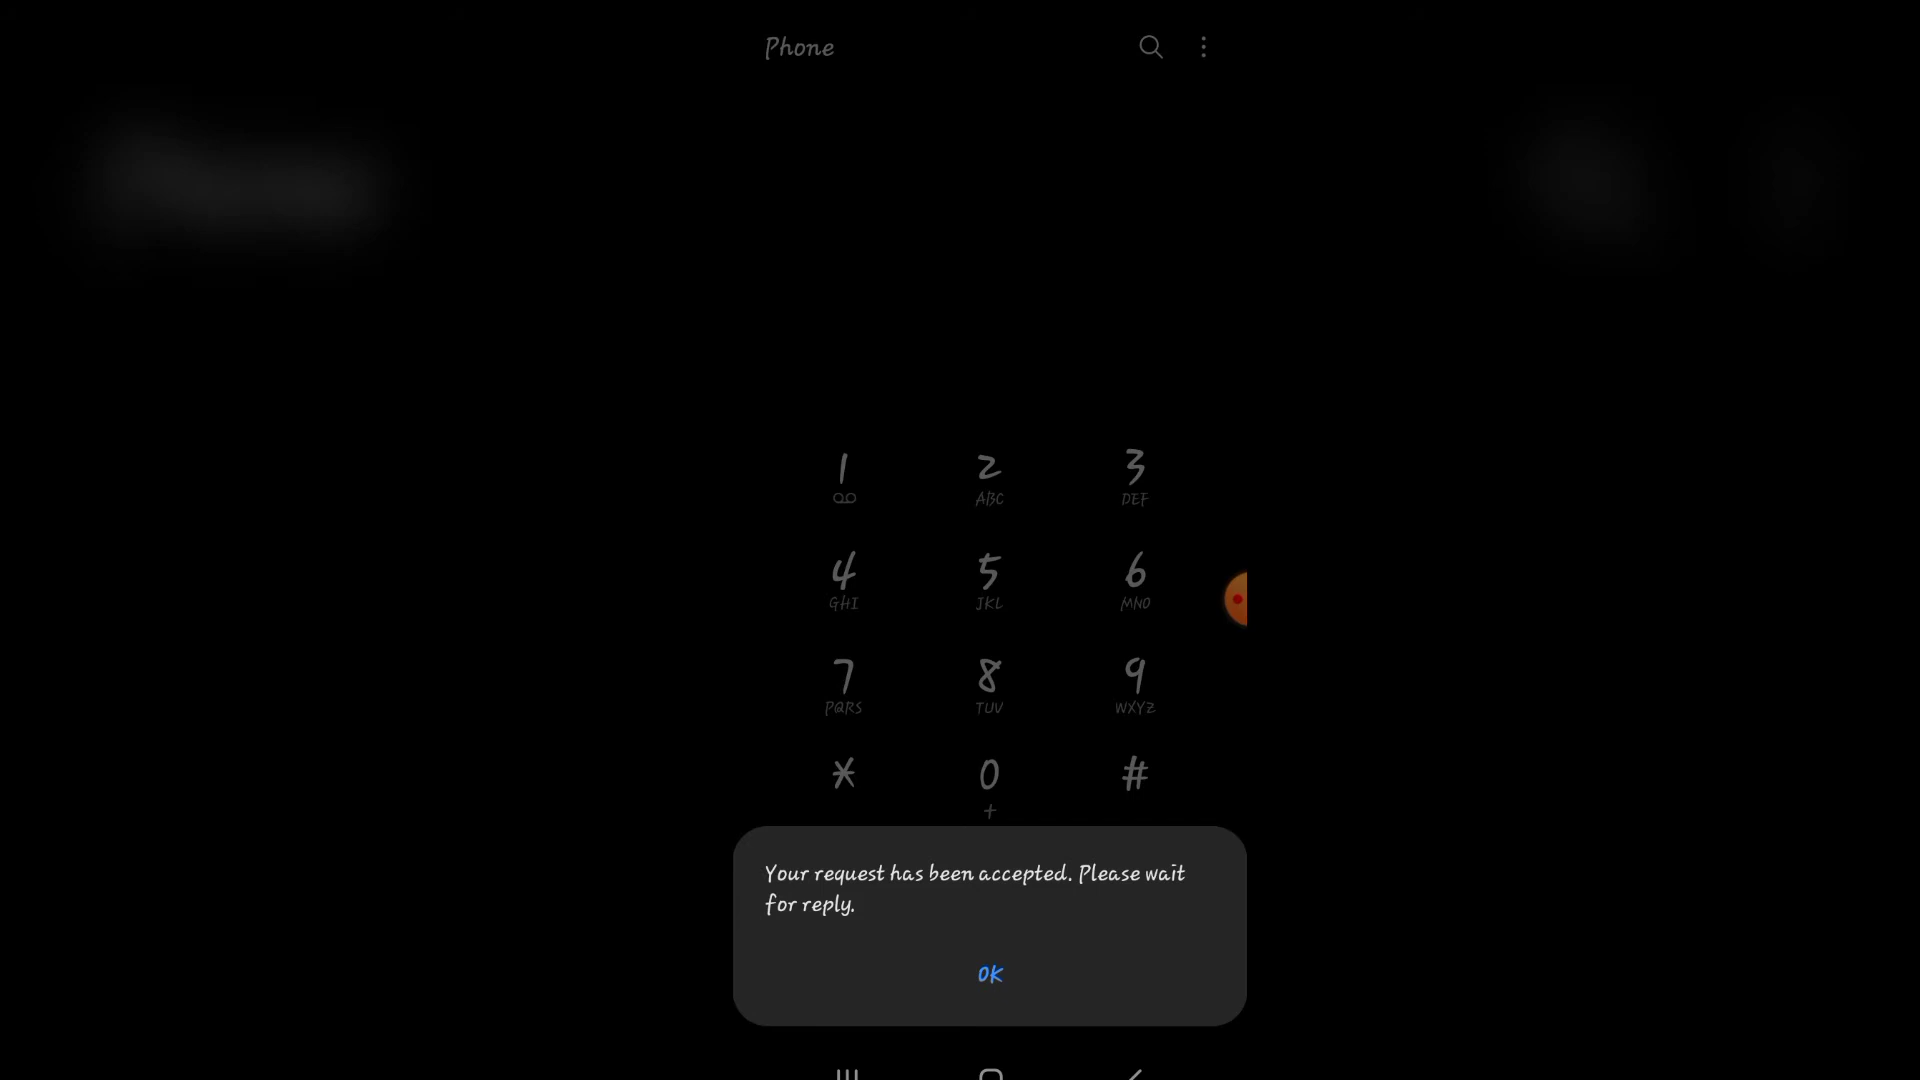 Phone
1 2 3
ABC DEF
4 5 6
GHI JKL MNO
7 8 9
PQRS TUV WXYZ
* 0 #
+
Your request has been accepted. Please wait
for reply.
OK